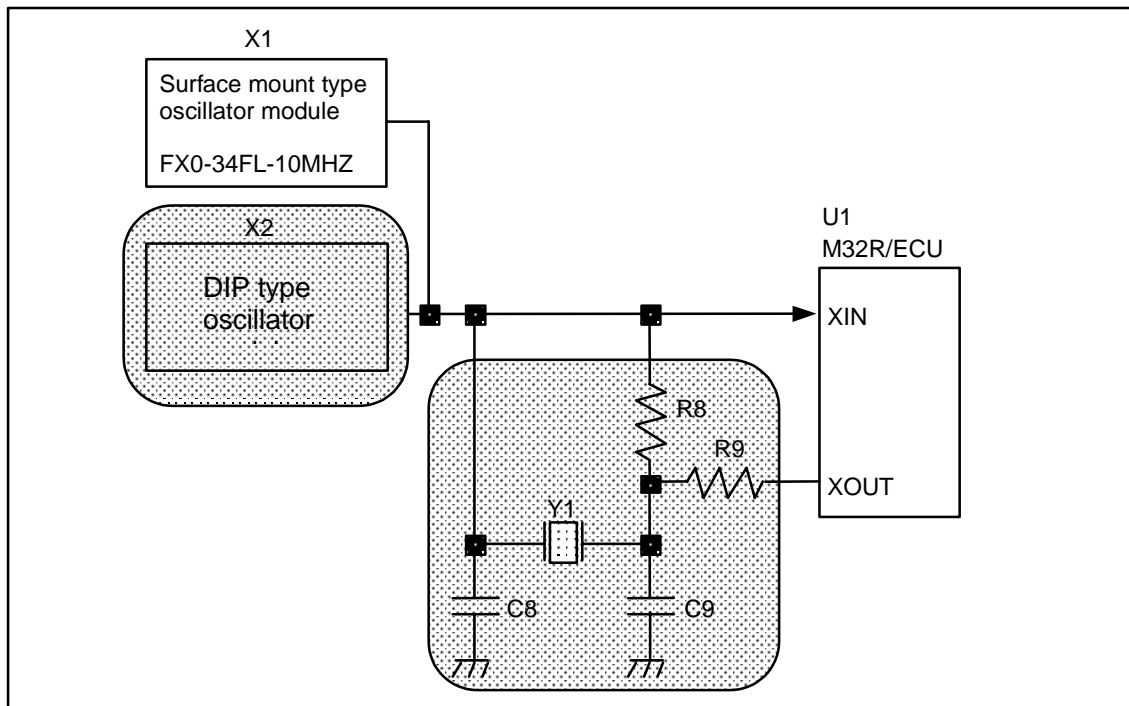 X1
Surface mount type
oscillator module
FX0-34FL-10MHZ
X2
DIP type
oscillator
U1
M32R/ECU
XIN
R8
R9
XOUT
Y1
C8
C9